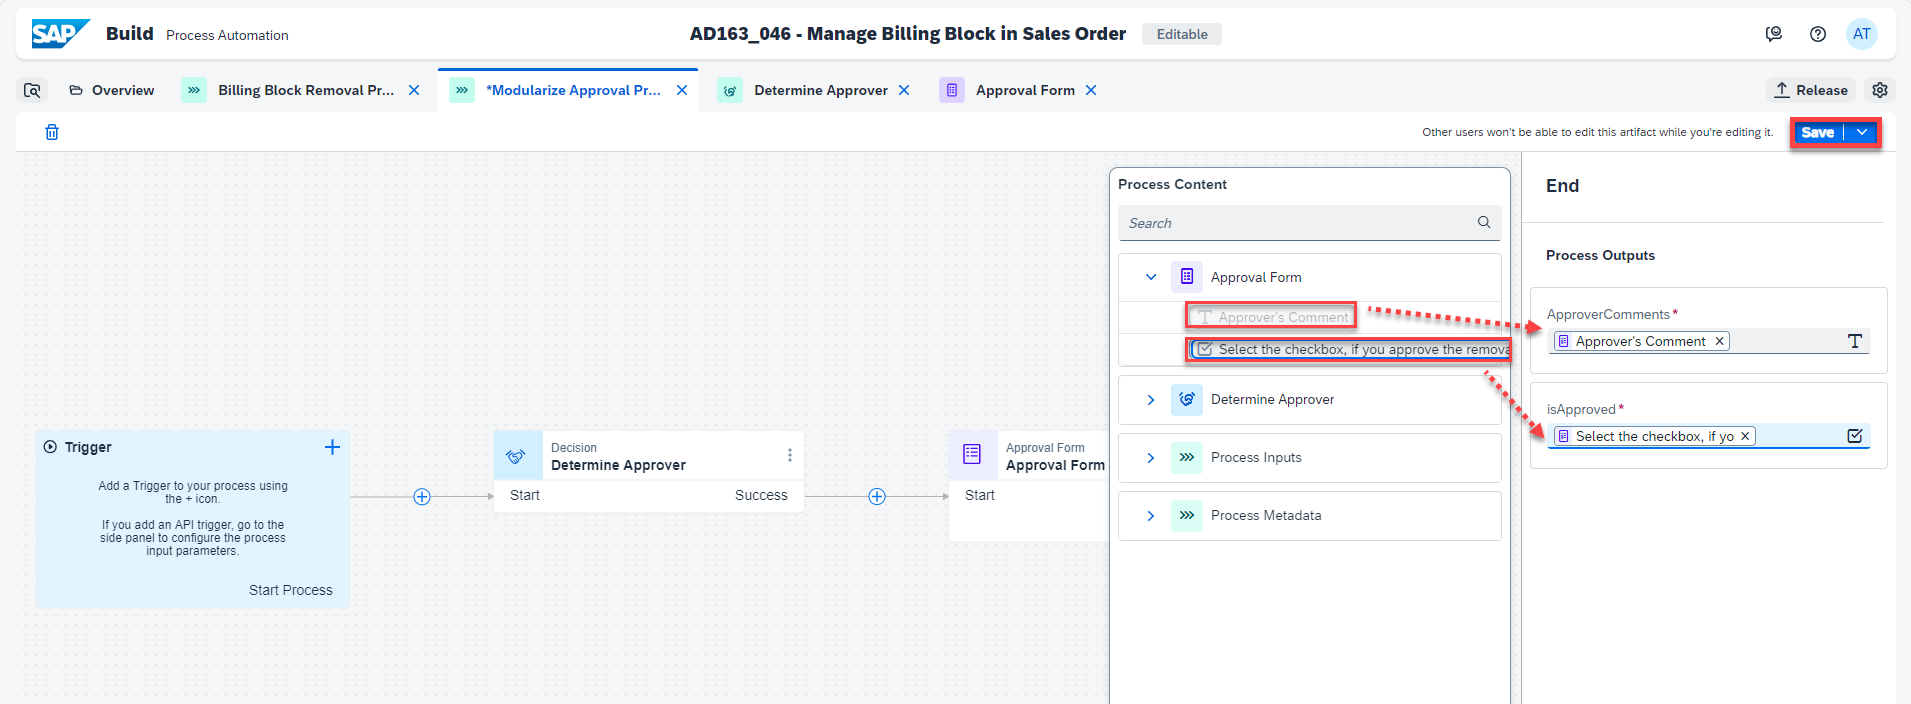 SAP Build Process Automation
AD163_046 - Manage Billing Block in Sales Order Editable
AT
Overview
Billing Block Removal Pr...
*Modularize Approval Pr...
Determine Approver
Approval Form
Release
Other users won't be able to edit this artifact while you're editing it.
Save
Trigger
Add a Trigger to your process using
the + icon.
If you add an API trigger, go to the
side panel to configure the process
input parameters.
Start Process
Decision
Determine Approver
Start Success
Approval Form
Approval Form
Start
Process Content
Search
Approval Form
Approver's Comment
Select the checkbox, if you approve the remova
Determine Approver
Process Inputs
Process Metadata
End
Process Outputs
ApproverComments*
Approver's Comment
isApproved*
Select the checkbox, if yo